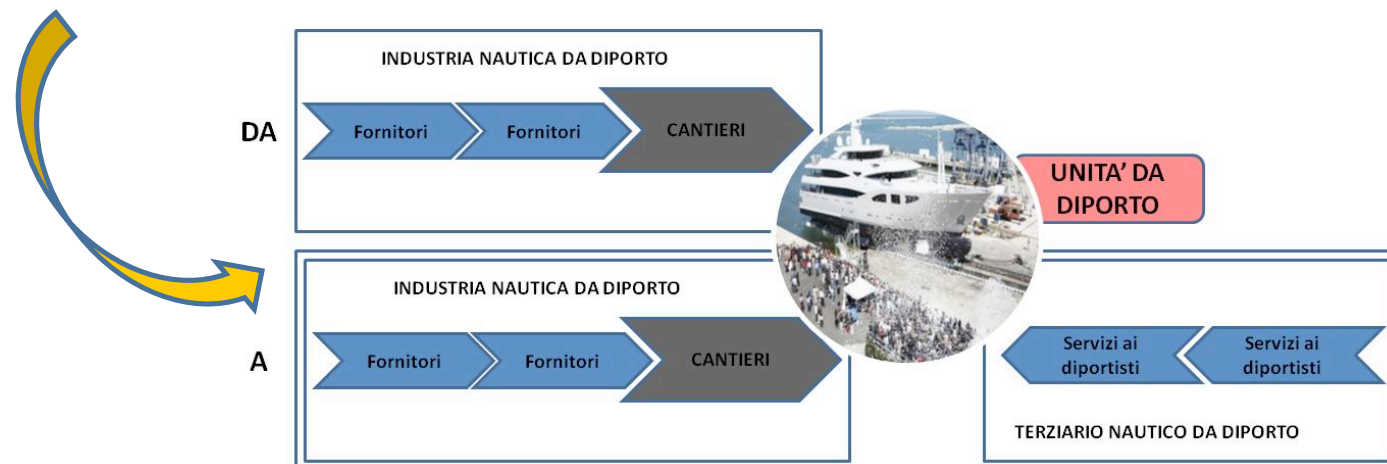 INDUSTRIA NAUTICA DA DIPORTO
DA
Fornitori
Fornitori
CANTIERI
UNITA’ DA
DIPORTO
INDUSTRIA NAUTICA DA DIPORTO
A
Fornitori
Fornitori
CANTIERI
Servizi ai
diportisti
Servizi ai
diportisti
TERZIARIO NAUTICO DA DIPORTO